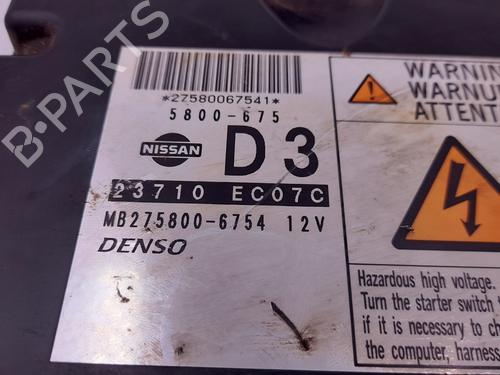 B-PARTS
*27580067541*
5800-675
NISSAN
D3
23710 EC07C
MB275800-6754 12V
DENSO
WARNIN
WARNUN
ATTENT
Hazardous high voltage.
Turn the starter switch
if it is necessary to ch
the computer, harness